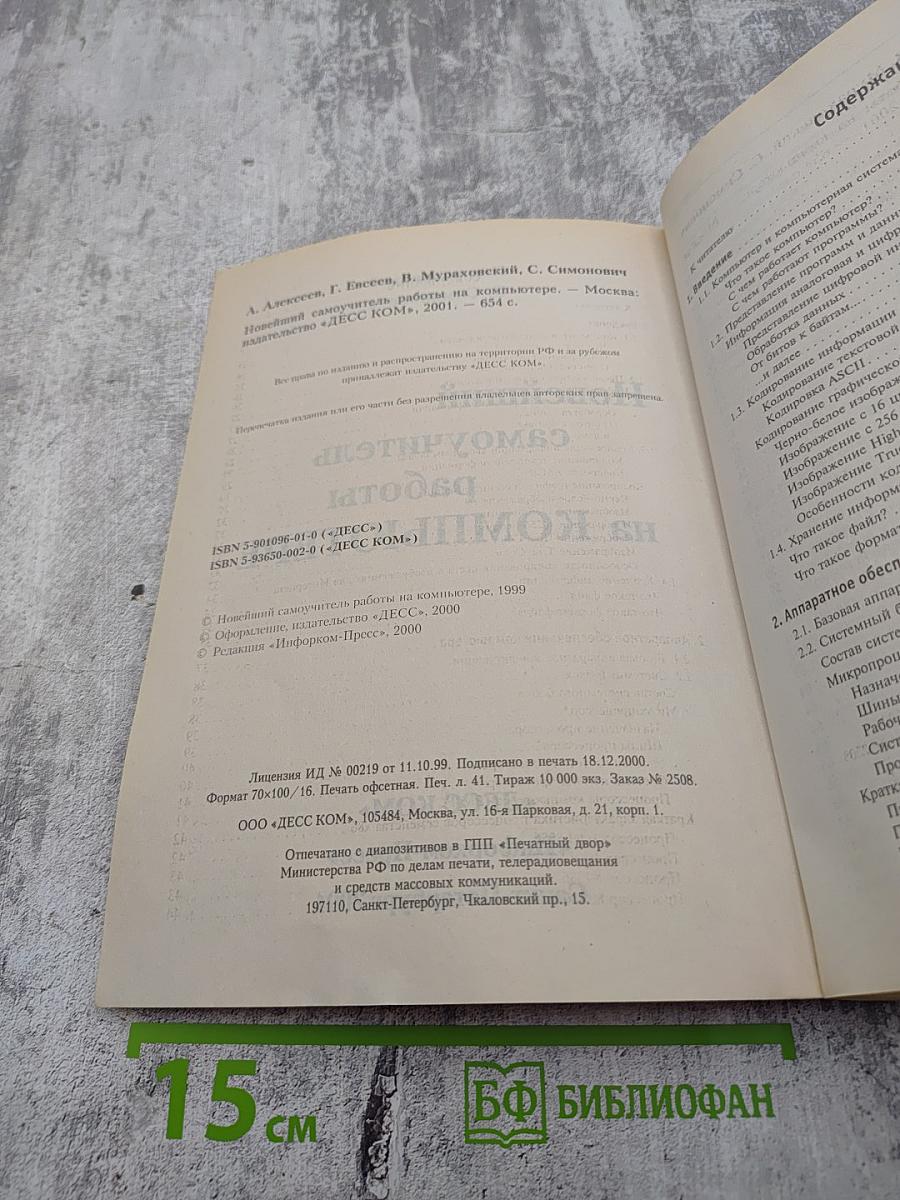 А. Алексеев, Г. Евсеев, В. Мураховский, С. Симонович
Новейший самоучитель работы на компьютере. — Москва:
издательство «ДЕСС КОМ», 2001. — 654 с.
Все права по изданию и распространению на территории РФ и за рубежом
принадлежат издательству «ДЕСС КОМ».
Перепечатка издания или его части без разрешения владельцев авторских прав запрещена.
ISBN 5-901096-01-0 («ДЕСС»)
ISBN 5-93650-002-0 («ДЕСС КОМ»)
© Новейший самоучитель работы на компьютере, 1999
© Оформление, издательство «ДЕСС», 2000
© Редакция «Инфорком-Пресс», 2000
Лицензия ИД № 00219 от 11.10.99. Подписано в печать 18.12.2000.
Формат 70×100/16. Печать офсетная. Печ. л. 41. Тираж 10 000 экз. Заказ № 2508.
ООО «ДЕСС КОМ», 105484, Москва, ул. 16-я Парковая, д. 21, корп. 1.
Отпечатано с диапозитивов в ГПП «Печатный двор»
Министерства РФ по делам печати, телерадиовещания
и средств массовых коммуникаций.
197110, Санкт-Петербург, Чкаловский пр., 15.
Содержа
К читателю
1. Введение
1.1. Компьютер и компьютерная система
Что такое компьютер?
С чем работает компьютер?
С чем работают программы?
1.2. Представление программ и данн
Информация аналоговая и цифр
Представление цифровой ин
Обработка данных
От битов к байтам
...и далее
1.3. Кодирование информации
Кодирование текстовой
Кодировка ASCII
Кодирование графическо
Черно-белое изображ
Изображение с 16 ц
Изображение с 256
Изображение High
Изображение Tru
Особенности код
1.4. Хранение информ
Что такое файл?
Что такое формат
2. Аппаратное обесп
2.1. Базовая аппар
2.2. Системный б
Состав систе
Микропроц
Назначе
Шины
Рабоч
Сист
Про
Кратк
15 см
БФ БИБЛИОФАН